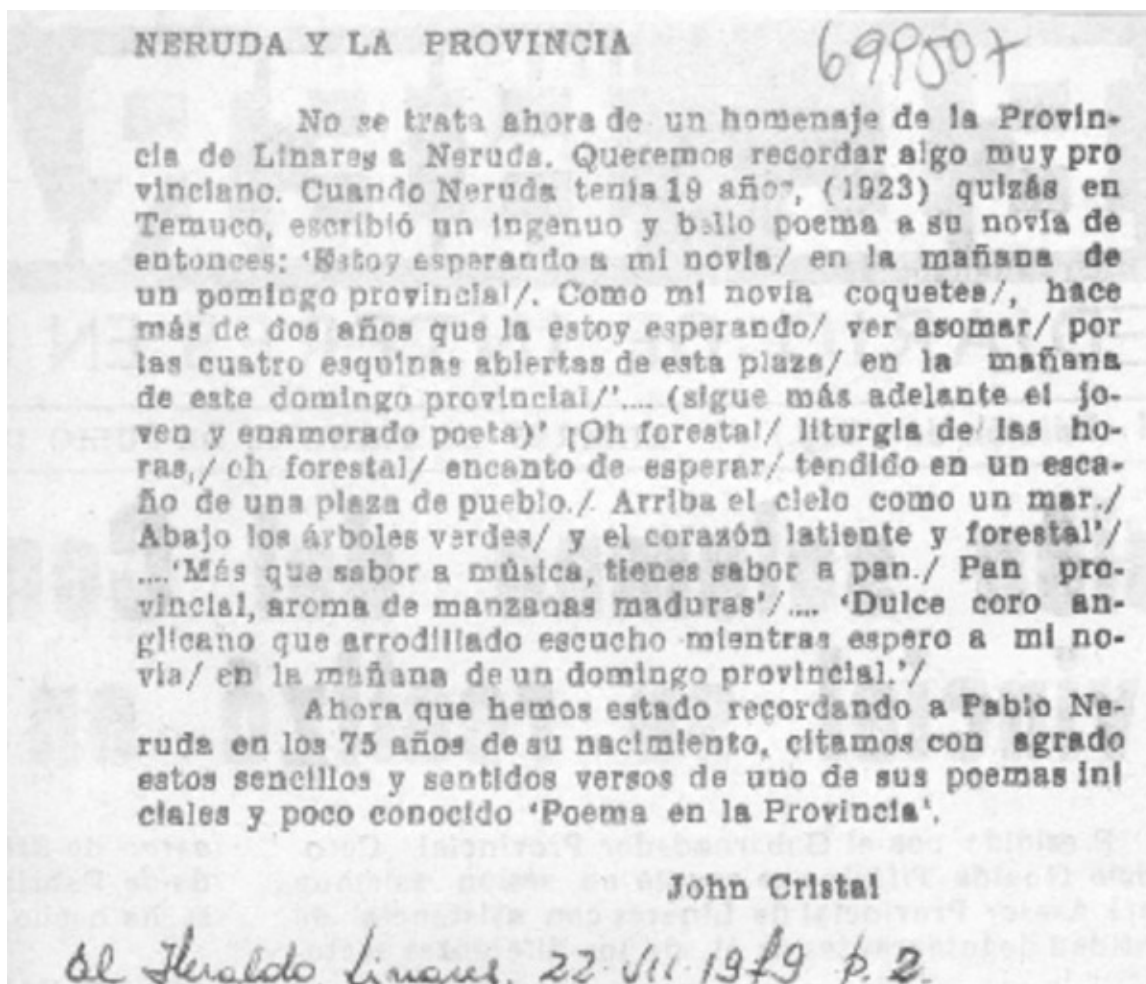 NERUDA Y LA PROVINCIA
699507
No se trata ahora de un homenaje de la Provin-
cia de Linares a Neruda. Queremos recordar algo muy pro
vinciano. Cuando Neruda tenia 19 años, (1923) quizás en
Temuco, escribió un ingenuo y bello poema a su novia de
entonces: 'Estoy esperando a mi novia/ en la mañana de
un pomingo provincial/. Como mi novia coquetea/, hace
más de dos años que la estoy esperando/ ver asomar/ por
las cuatro esquinas abiertas de esta plaza/ en la mañana
de este domingo provincial/'.... (sigue más adelante el jo-
ven y enamorado poeta)' ¡Oh forestal/ liturgia de las ho-
ras,/ oh forestal/ encanto de esperar/ tendido en un esca-
ño de una plaza de pueblo./ Arriba el cielo como un mar./
Abajo los árboles verdes/ y el corazón latiente y forestal'/
....'Más que sabor a música, tienes sabor a pan./ Pan pro-
vincial, aroma de manzanas maduras'/.... 'Dulce coro an-
glicano que arrodillado escucho mientras espero a mi no-
via/ en la mañana de un domingo provincial.'/
Ahora que hemos estado recordando a Pablo Ne-
ruda en los 75 años de su nacimiento, citamos con agrado
estos sencillos y sentidos versos de uno de sus poemas ini
ciales y poco conocido 'Poema en la Provincia'.
John Cristal
El Heraldo Linares, 22 VII 1979 P. 2.